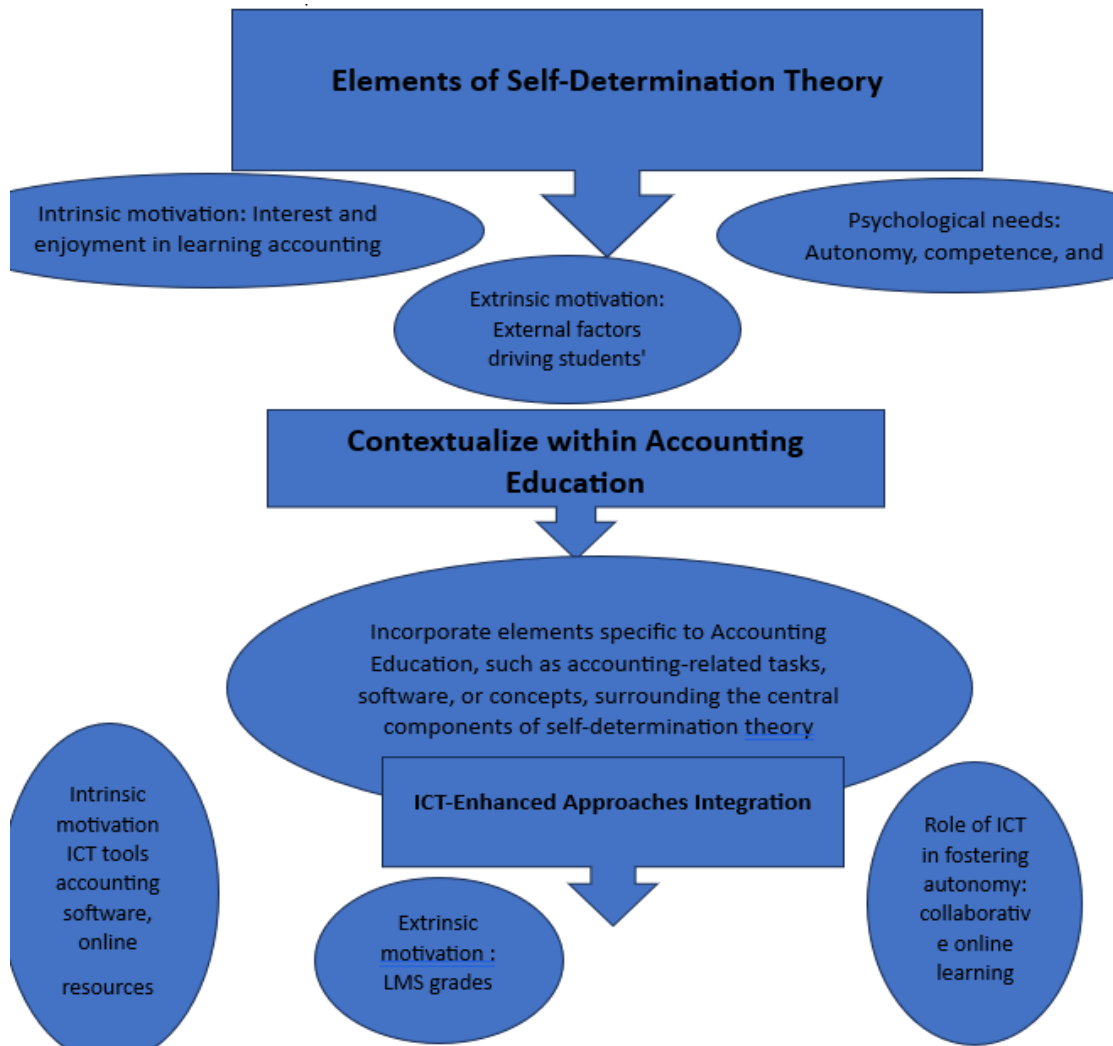 Elements of Self-Determination Theory
Intrinsic motivation: Interest and
enjoyment in learning accounting
Psychological needs:
Autonomy, competence, and
Extrinsic motivation:
External factors
driving students'
Contextualize within Accounting
Education
Incorporate elements specific to Accounting
Education, such as accounting-related tasks,
software, or concepts, surrounding the central
components of self-determination theory
ICT-Enhanced Approaches Integration
Intrinsic
motivation
ICT tools
accounting
software,
online
resources
Extrinsic
motivation :
LMS grades
Role of ICT
in fostering
autonomy:
collaborativ
e online
learning